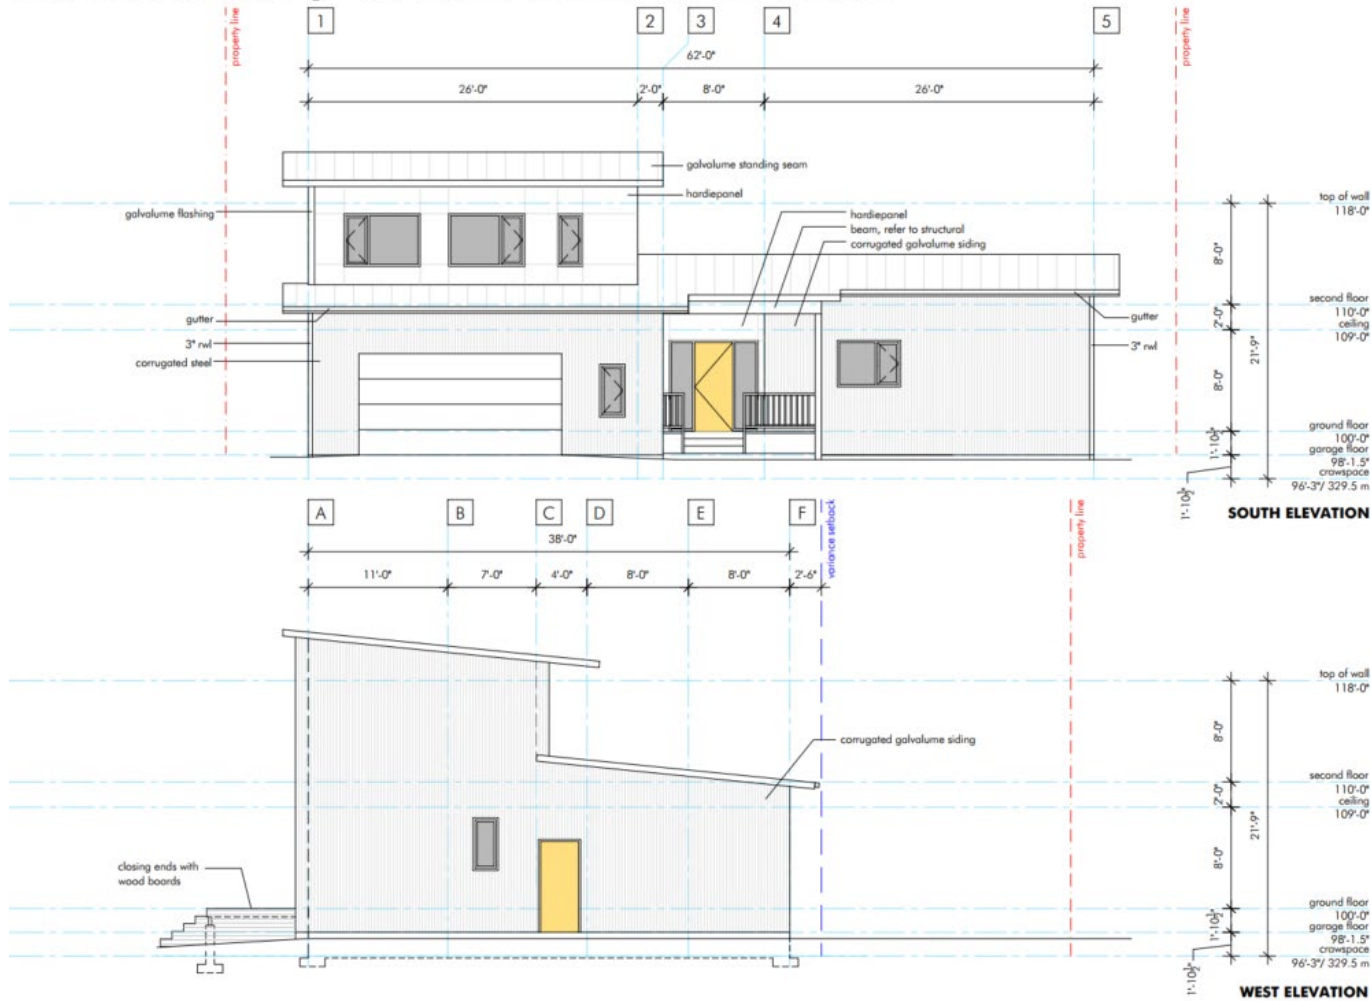 1 2 3 4 5
property line
property line
62'-0"
26'-0" 2'-0" 8'-0" 26'-0"
galvalume standing seam
hardiepanel
galvalume flashing
hardiepanel
beam, refer to structural
corrugated galvalume siding
gutter
3" rwl
corrugated steel
gutter
3" rwl
top of wall
118'-0"
8'-0"
second floor
110'-0"
2'-0"
ceiling
109'-0"
21'-9"
8'-0"
ground floor
100'-0"
1'-10½"
garage floor
98'-1.5"
crawspace
96'-3"/ 329.5 m
1'-10½"
SOUTH ELEVATION
A B C D E F
variance setback
property line
38'-0"
11'-0" 7'-0" 4'-0" 8'-0" 8'-0" 2'-6"
corrugated galvalume siding
closing ends with
wood boards
top of wall
118'-0"
8'-0"
second floor
110'-0"
2'-0"
ceiling
109'-0"
21'-9"
8'-0"
ground floor
100'-0"
1'-10½"
garage floor
98'-1.5"
crawspace
96'-3"/ 329.5 m
1'-10½"
WEST ELEVATION